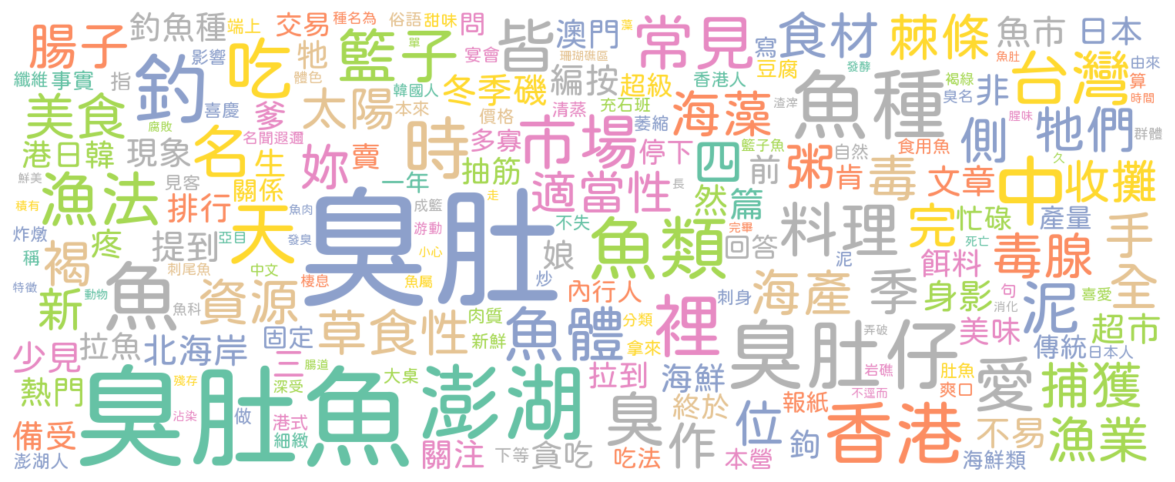 腸子
釣魚種
端上
交易
種名為
俗語
甜味
問
皆
澳門
常見
寫
食材
棘條
魚市
日本
影響
釣
吃
牠
籃子
單
宴會
珊瑚礁區
藻
豆腐
發酵
台灣
魚肚
由來
纖維
事實
指
體色
韓國人
冬季磯
編按
超級
香港人
非
褐綠
臭名
算
時間
美食
喜慶
爹
太陽
本來
價格
清蒸
充石班
萎縮
海藻
渣滓
魚種
側
牠們
腥味
群體
腐敗
名聞遐邇
多寡
市場
停下
籃子魚
自然
食用魚
港日韓
現象
名
生
妳
賣
時
抽筋
四
前
粥
肯
毒
文章
中
收攤
久
鮮美
見客
關係
一年
走
適當性
長
然
篇
漁法
排行
積有
魚肉
成籃
不失
完畢
料理
完
忙碌
產量
手
炸燉
疼
提到
天
發臭
游動
臭肚
娘
魚類
回答
死亡
稱
亞目
小心
泥
餌料
毒腺
褐
刺尾魚
中文
棲息
魚屬
炒
內行人
刺身
海產
季
身影
句
喜愛
全
特徵
動物
新
魚
魚科
資源
肉質
分類
消化
泥
草食性
新鮮
魚體
拿來
裡
弄破
臭肚仔
美味
超市
少見
拉魚
北海岸
固定
三
腸道
大桌
拉到
海鮮
岩礁
肚魚
傳統
日本人
熱門
殘存
臭肚魚
深受
澎湖
愛
爽口
捕獲
沾染
做
港式
臭
終於
報紙
不逕而
備受
細緻
作
位
鉤
香港
不易
漁業
澎湖人
關注
下等
貪吃
吃法
本營
海鮮類